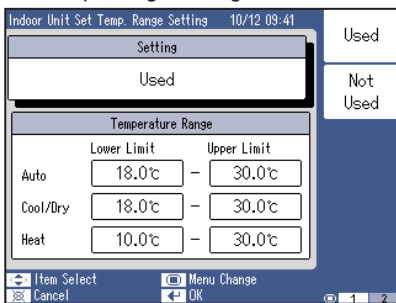 Indoor Unit Set Temp. Range Setting 10/12 09:41
Setting
Used
Temperature Range
Lower Limit Upper Limit
Auto 18.0℃ – 30.0℃
Cool/Dry 18.0℃ – 30.0℃
Heat 10.0℃ – 30.0℃
Item Select Menu Change
Cancel OK
Used
Not
Used
1 2